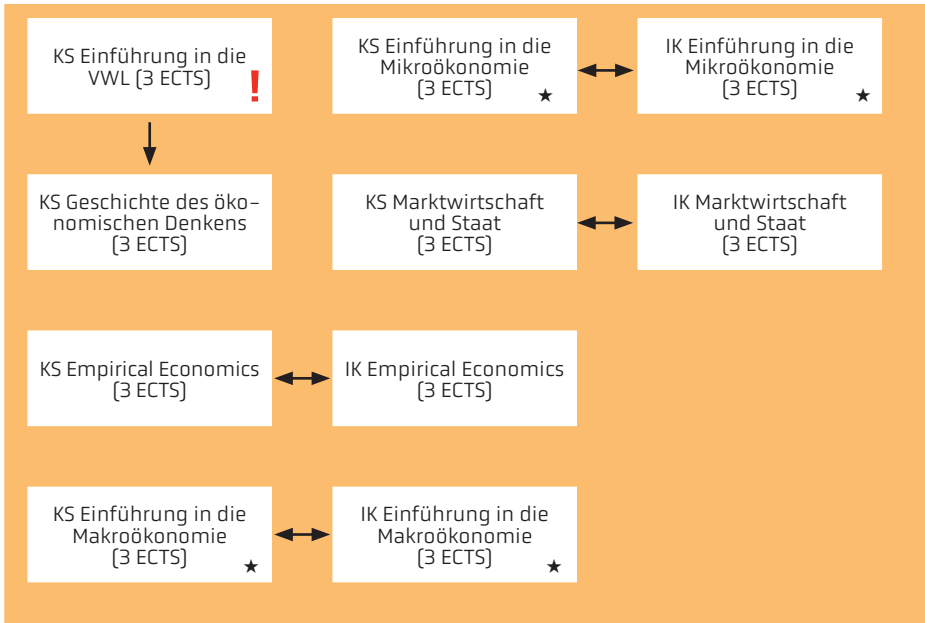 KS Einführung in die
VWL (3 ECTS)
!
KS Einführung in die
Mikroökonomie
(3 ECTS)
★
IK Einführung in die
Mikroökonomie
(3 ECTS)
★
KS Geschichte des öko-
nomischen Denkens
(3 ECTS)
KS Marktwirtschaft
und Staat
(3 ECTS)
IK Marktwirtschaft
und Staat
(3 ECTS)
KS Empirical Economics
(3 ECTS)
IK Empirical Economics
(3 ECTS)
KS Einführung in die
Makroökonomie
(3 ECTS)
★
IK Einführung in die
Makroökonomie
(3 ECTS)
★